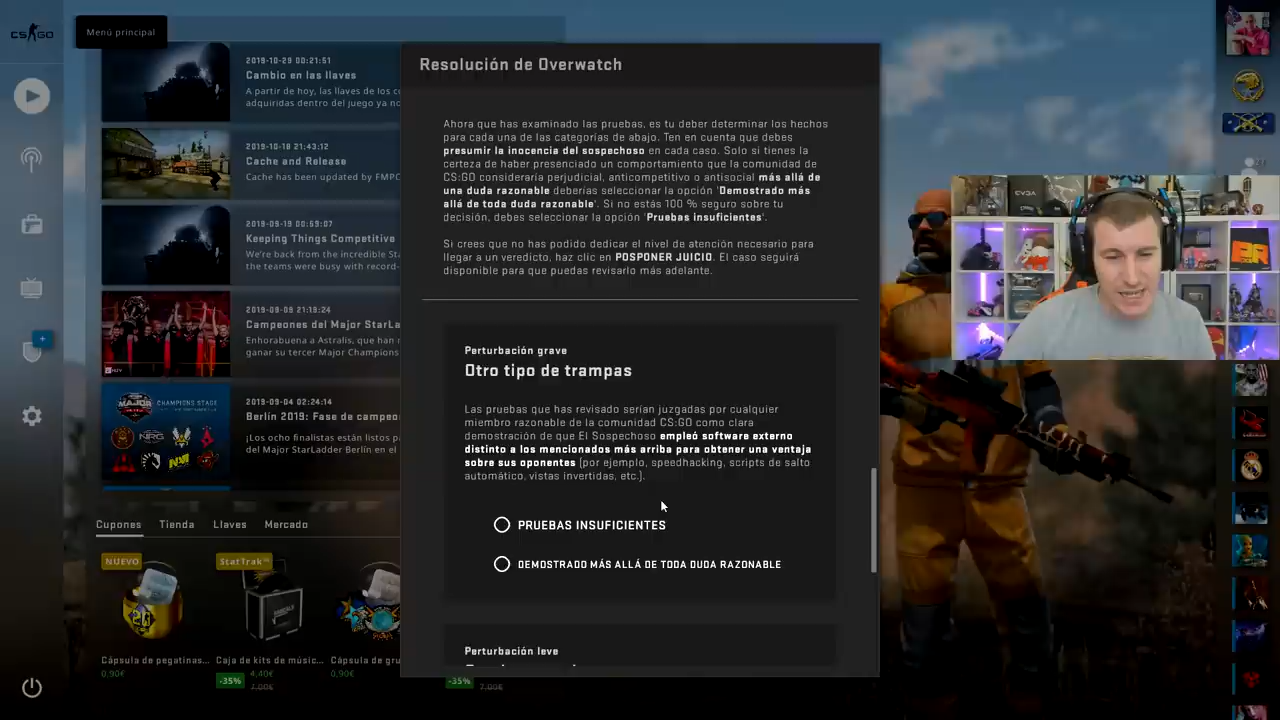 CS:GO
Menú principal
2019-10-29 00:21:51
Cambio en las llaves
A partir de hoy, las llaves de los
adquiridas dentro del juego ya no
2019-10-18 21:43:12
Cache and Release
Cache has been updated by FMPO
2019-09-19 00:59:07
Keeping Things Competitive
We're back from the incredible
the teams were busy with record-
2019-09-09 21:19:24
Campeones del Major StarLa
Enhorabuena a Astralis, que han
ganar su tercer Major Champions
2019-09-04 02:24:14
Berlín 2019: Fase de campeo
¡Los ocho finalistas están listos
del Major StarLadder Berlín en el
CHAMPIONS STAGE
MAJOR
NRG
Cupones
Tienda
Llaves
Mercado
NUEVO
StatTrak™
Cápsula de pegatinas...
0,90€
Caja de kits de músic...
-35%
4,40€
7,00€
Cápsula de gru
0,90€
-35%
7,00€
Resolución de Overwatch
Ahora que has examinado las pruebas, es tu deber determinar los hechos
para cada una de las categorías de abajo. Ten en cuenta que debes
presumir la inocencia del sospechoso en cada caso. Solo si tienes la
certeza de haber presenciado un comportamiento que la comunidad de
CS:GO consideraría perjudicial, anticompetitivo o antisocial más allá de
una duda razonable deberías seleccionar la opción 'Demostrado más
allá de toda duda razonable'. Si no estás 100 % seguro sobre tu
decisión, debes seleccionar la opción 'Pruebas insuficientes'.
Si crees que no has podido dedicar el nivel de atención necesario para
llegar a un veredicto, haz clic en POSPONER JUICIO. El caso seguirá
disponible para que puedas revisarlo más adelante.
Perturbación grave
Otro tipo de trampas
Las pruebas que has revisado serían juzgadas por cualquier
miembro razonable de la comunidad CS:GO como clara
demostración de que El Sospechoso empleó software externo
distinto a los mencionados más arriba para obtener una ventaja
sobre sus oponentes (por ejemplo, speedhacking, scripts de salto
automático, vistas invertidas, etc.).
PRUEBAS INSUFICIENTES
DEMOSTRADO MÁS ALLÁ DE TODA DUDA RAZONABLE
Perturbación leve
EVGA